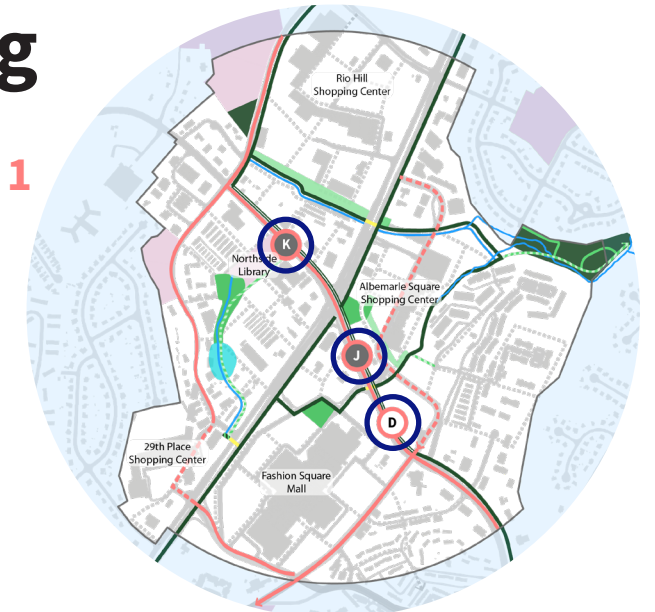 g
1
Rio Hill
Shopping Center
K
Northside
Library
Albemarle Square
Shopping Center
J
D
29th Place
Shopping Center
Fashion Square
Mall